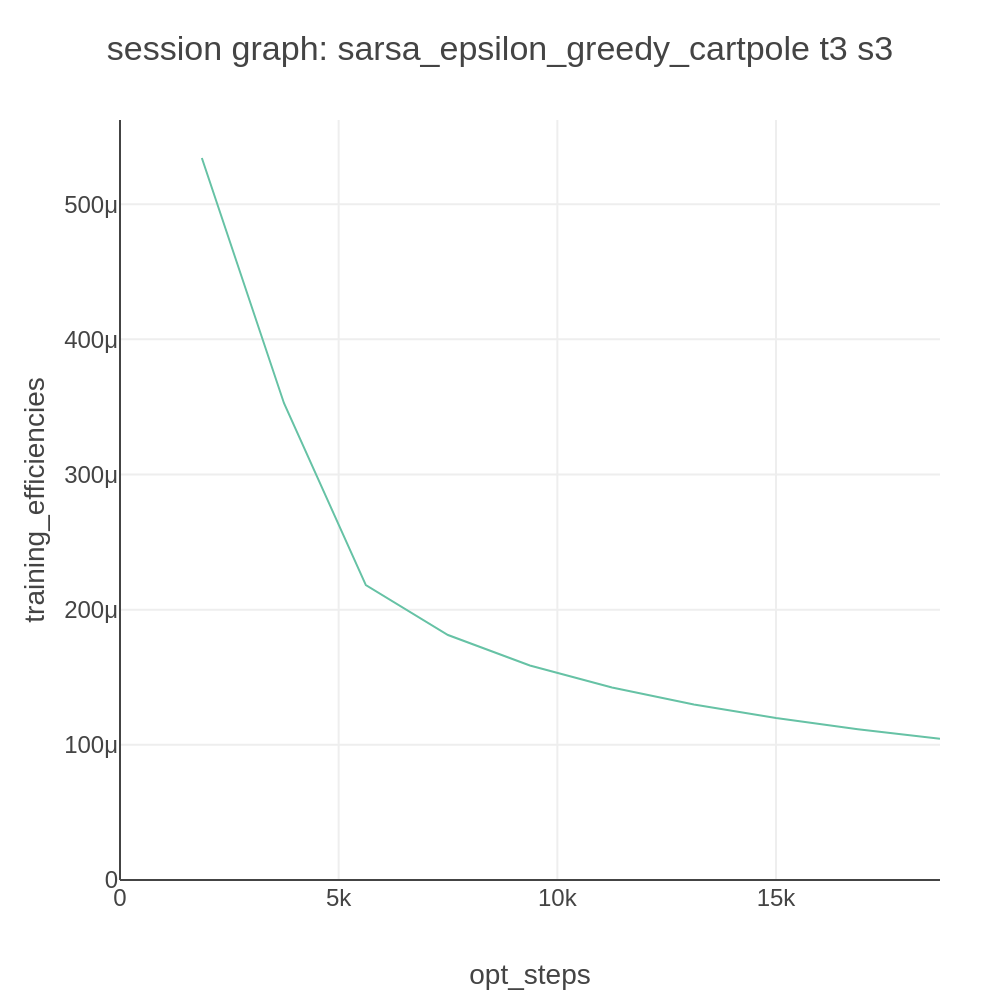 session graph: sarsa_epsilon_greedy_cartpole t3 s3
500μ
400μ
300μ
200μ
100μ
0
training_efficiencies
0 5k 10k 15k
opt_steps